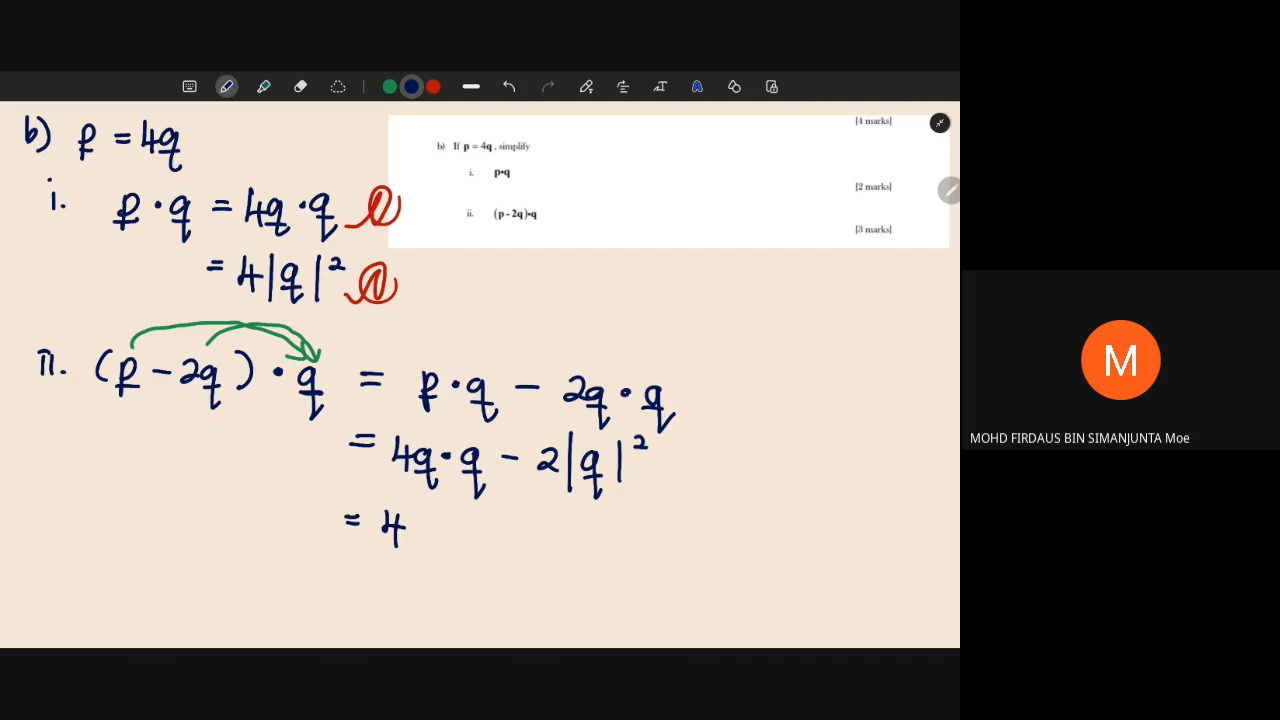 [4 marks]
b) If p = 4q , simplify
i. p•q
[2 marks]
ii. (p - 2q)•q
[3 marks]
b) p = 4q
i. p • q = 4q • q
= 4|q|²
ii. (p - 2q) • q = p • q - 2q • q
= 4q • q - 2|q|²
= 4
M
MOHD FIRDAUS BIN SIMANJUNTA Moe